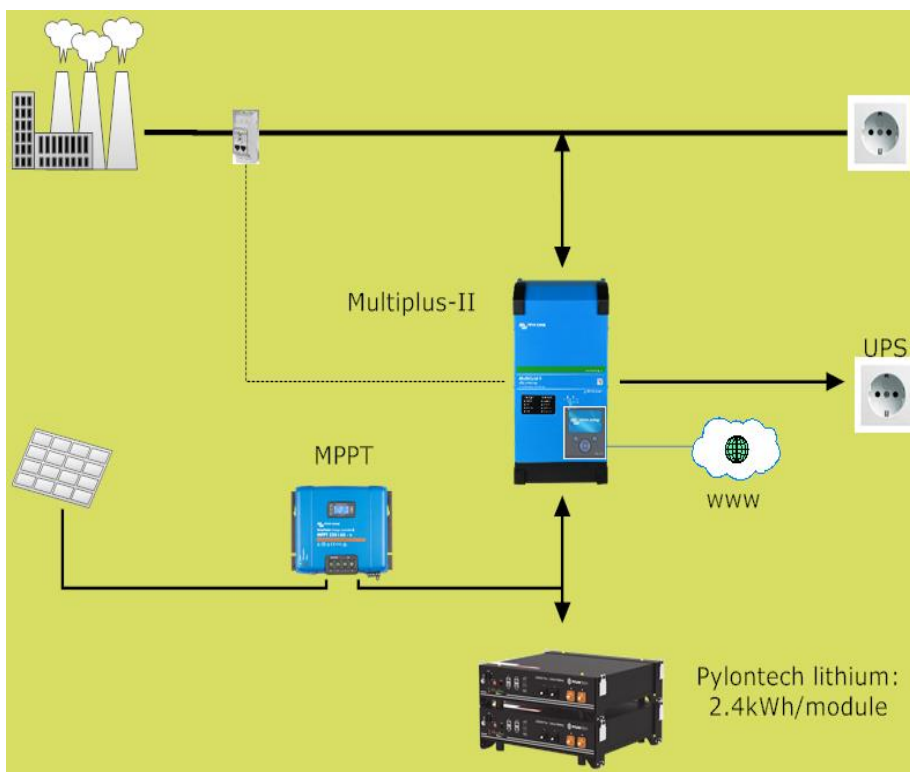 Multiplus-II
UPS
MPPT
www
Pylontech lithium:
2.4kWh/module